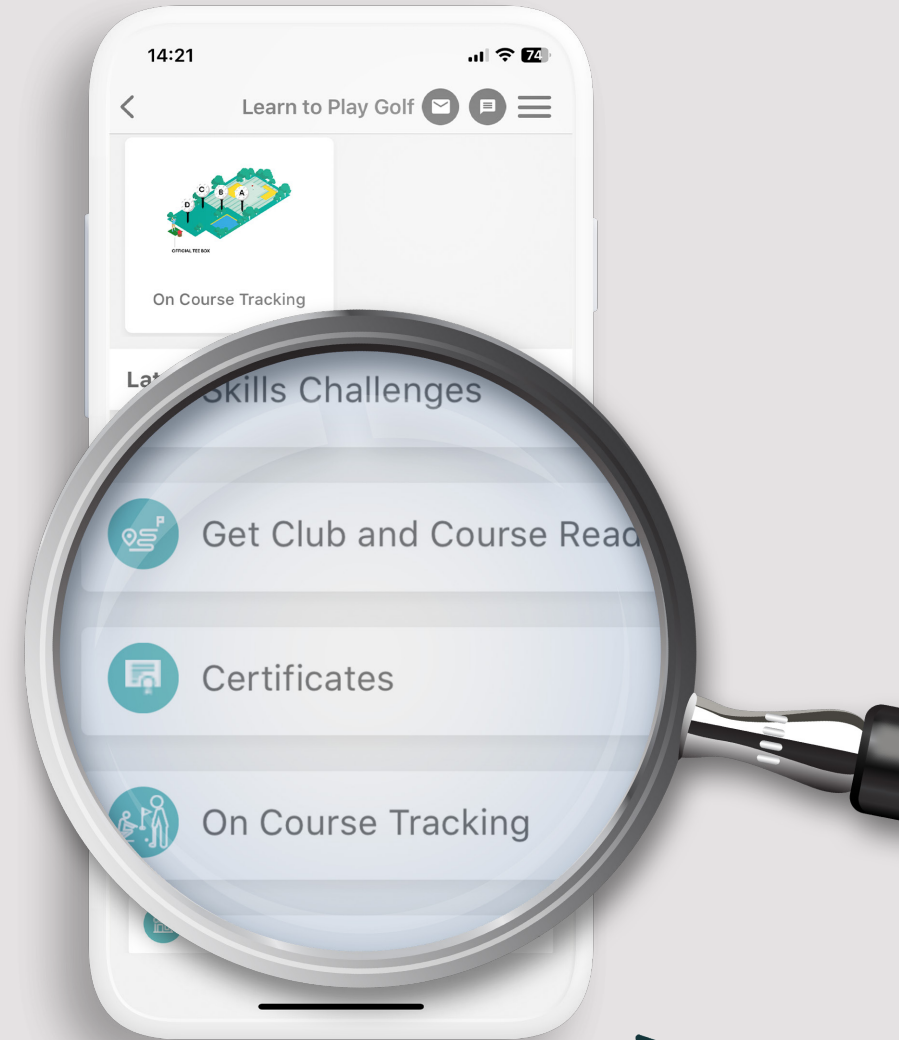 14:21
74
Learn to Play Golf
C
B
A
D
OFFICIAL TEE BOX
On Course Tracking
Skills Challenges
Get Club and Course Read
Certificates
On Course Tracking